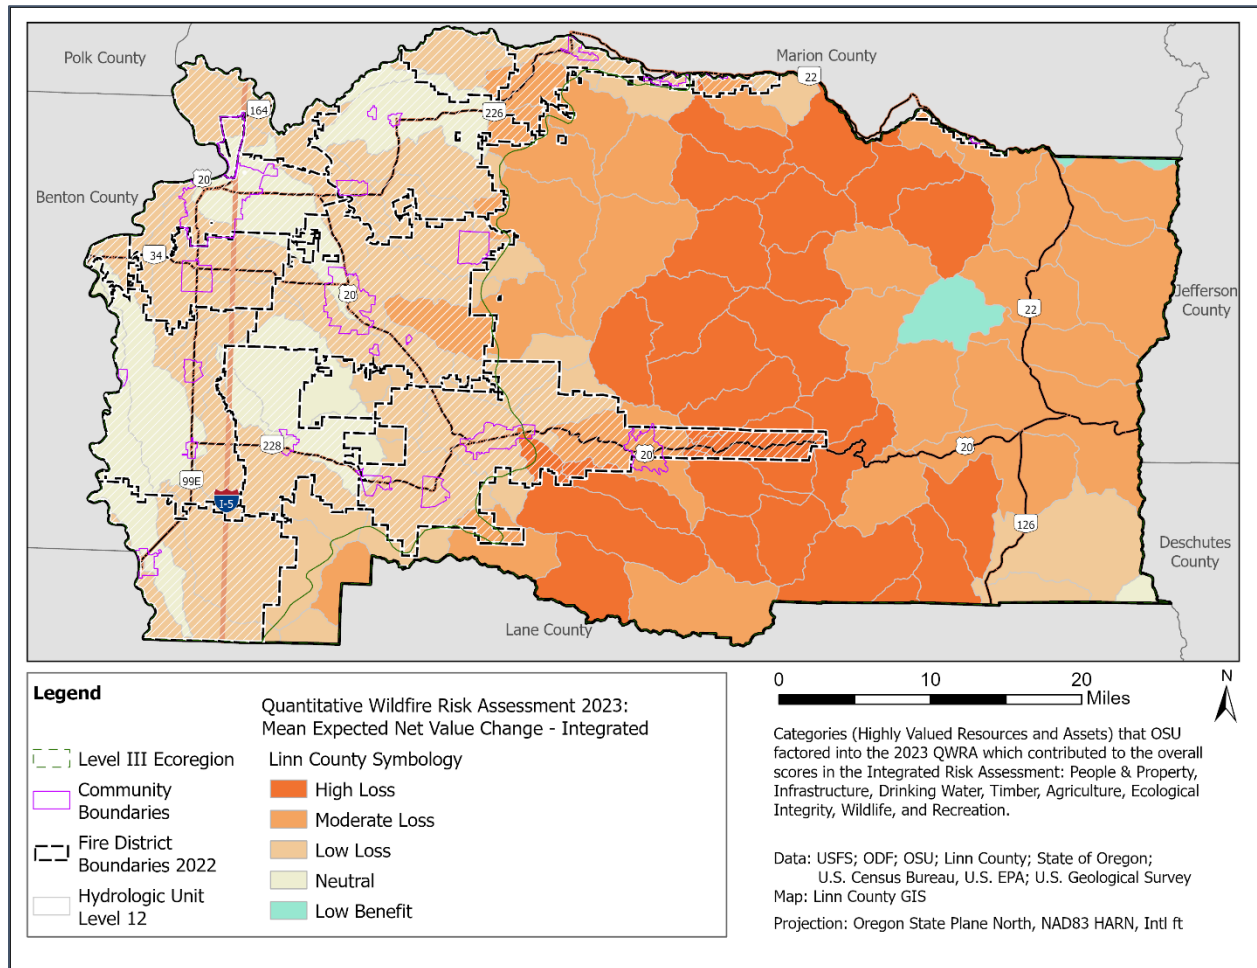 Polk County
Marion County
22
164
226
20
Benton County
34
20
22
Jefferson
County
228
20
20
99E
I-5
126
Deschutes
County
Lane County
Legend
Level III Ecoregion
Community
Boundaries
Fire District
Boundaries 2022
Hydrologic Unit
Level 12
Quantitative Wildfire Risk Assessment 2023:
Mean Expected Net Value Change - Integrated
Linn County Symbology
High Loss
Moderate Loss
Low Loss
Neutral
Low Benefit
0 10 20
Miles
N
Categories (Highly Valued Resources and Assets) that OSU
factored into the 2023 QWRA which contributed to the overall
scores in the Integrated Risk Assessment: People & Property,
Infrastructure, Drinking Water, Timber, Agriculture, Ecological
Integrity, Wildlife, and Recreation.
Data: USFS; ODF; OSU; Linn County; State of Oregon;
U.S. Census Bureau, U.S. EPA; U.S. Geological Survey
Map: Linn County GIS
Projection: Oregon State Plane North, NAD83 HARN, Intl ft